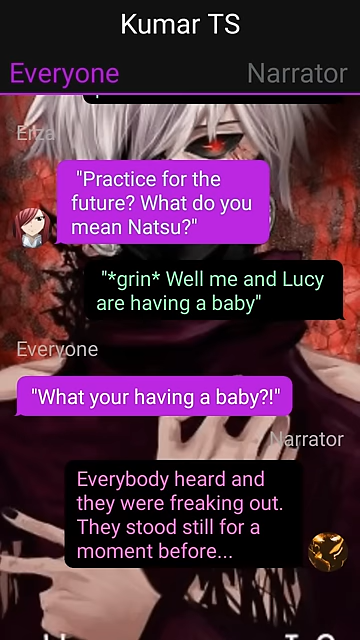 Kumar TS
Everyone
Narrator
Erza
"Practice for the
future? What do you
mean Natsu?"
"*grin* Well me and Lucy
are having a baby"
Everyone
"What your having a baby?!"
Narrator
Everybody heard and
they were freaking out.
They stood still for a
moment before...